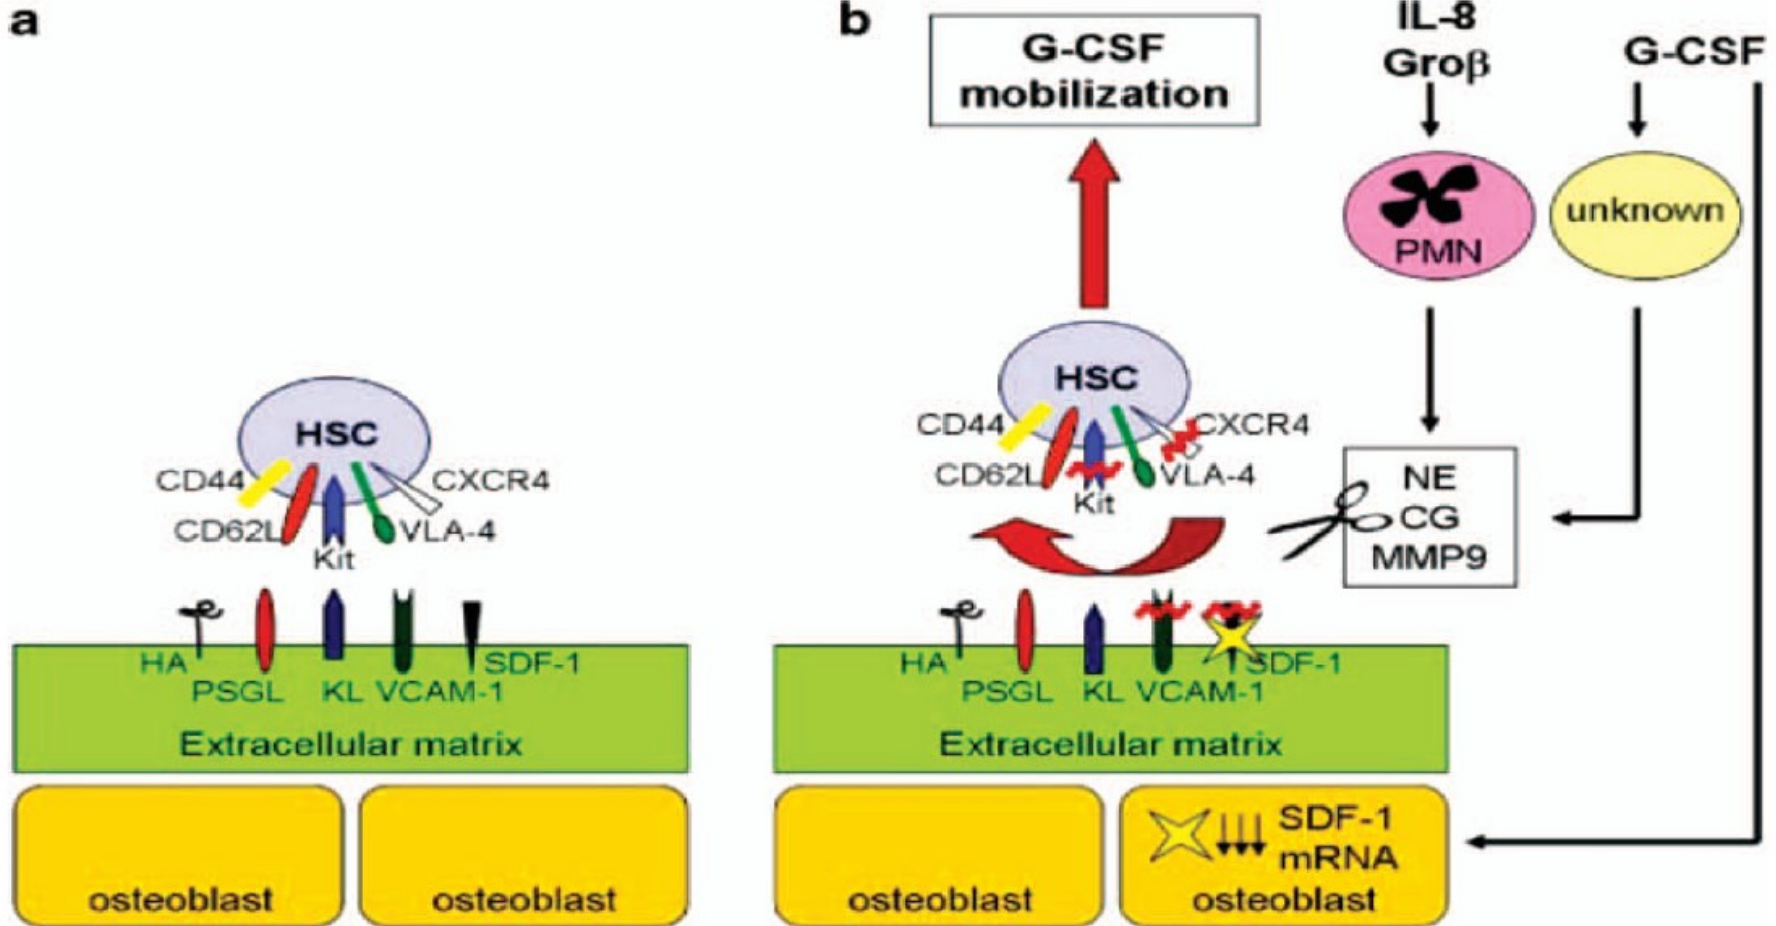 a
HSC
CD44
CXCR4
CD62L
VLA-4
Kit
HA
SDF-1
PSGL
KL
VCAM-1
Extracellular matrix
osteoblast
osteoblast
b
G-CSF
mobilization
IL-8
Groβ
G-CSF
PMN
unknown
HSC
CD44
CXCR4
CD62L
VLA-4
Kit
NE
CG
MMP9
HA
SDF-1
PSGL
KL
VCAM-1
Extracellular matrix
osteoblast
SDF-1
mRNA
osteoblast